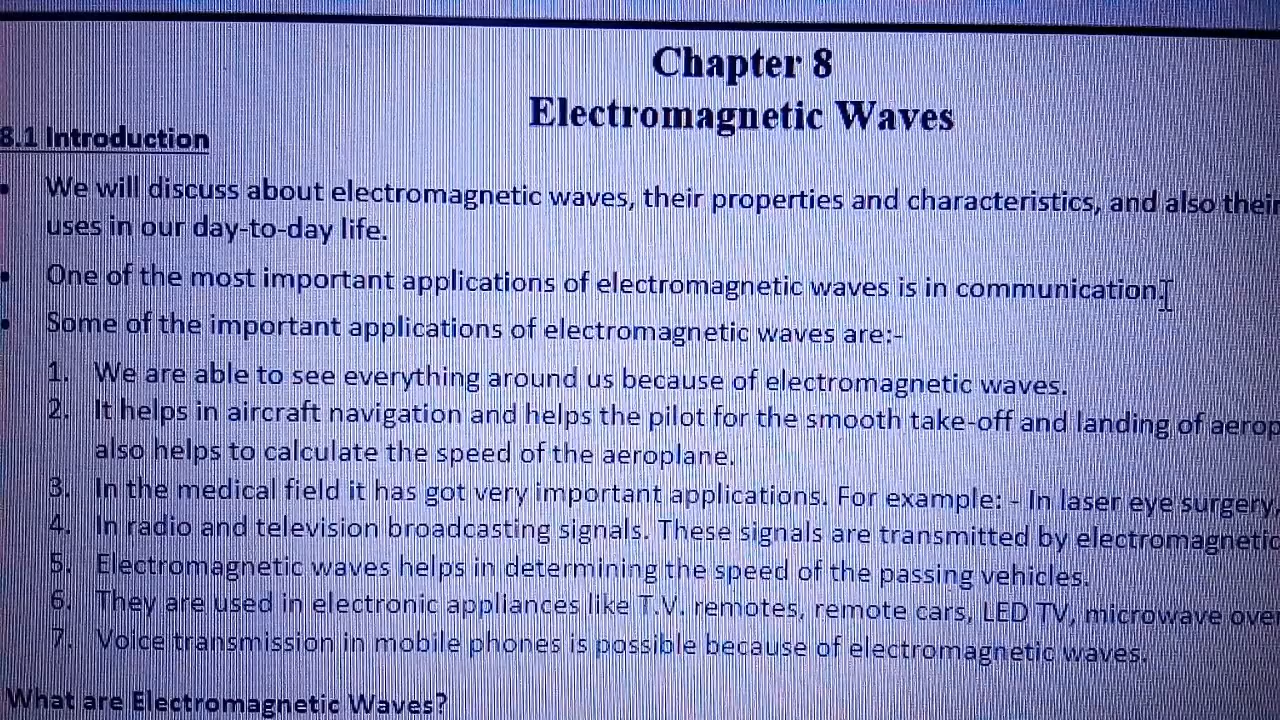 Chapter 8
Electromagnetic Waves
8.1 Introduction
We will discuss about electromagnetic waves, their properties and characteristics, and also their
uses in our day-to-day life.
One of the most important applications of electromagnetic waves is in communication.
Some of the important applications of electromagnetic waves are:-
1. We are able to see everything around us because of electromagnetic waves.
2. It helps in aircraft navigation and helps the pilot for the smooth take-off and landing of
also helps to calculate the speed of the aeroplane.
3. In the medical field it has got very important applications. For example: - In laser eye surgery,
4. In radio and television broadcasting signals. These signals are transmitted by electromagnetic
5. Electromagnetic waves helps in determining the speed of the passing vehicles.
6. They are used in electronic appliances like T.V. remotes, remote cars, LED TV, microwave
7. Voice transmission in mobile phones is possible because of electromagnetic waves.
What are Electromagnetic Waves?